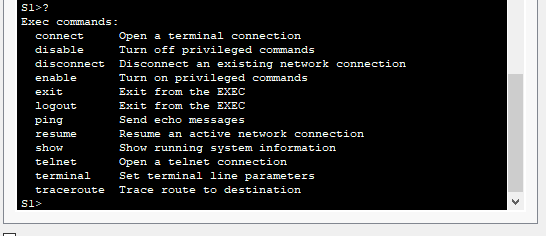 S1>?
Exec commands:
  connect     Open a terminal connection
  disable     Turn off privileged commands
  disconnect  Disconnect an existing network connection
  enable      Turn on privileged commands
  exit        Exit from the EXEC
  logout      Exit from the EXEC
  ping        Send echo messages
  resume      Resume an active network connection
  show        Show running system information
  telnet      Open a telnet connection
  terminal    Set terminal line parameters
  traceroute  Trace route to destination
S1>